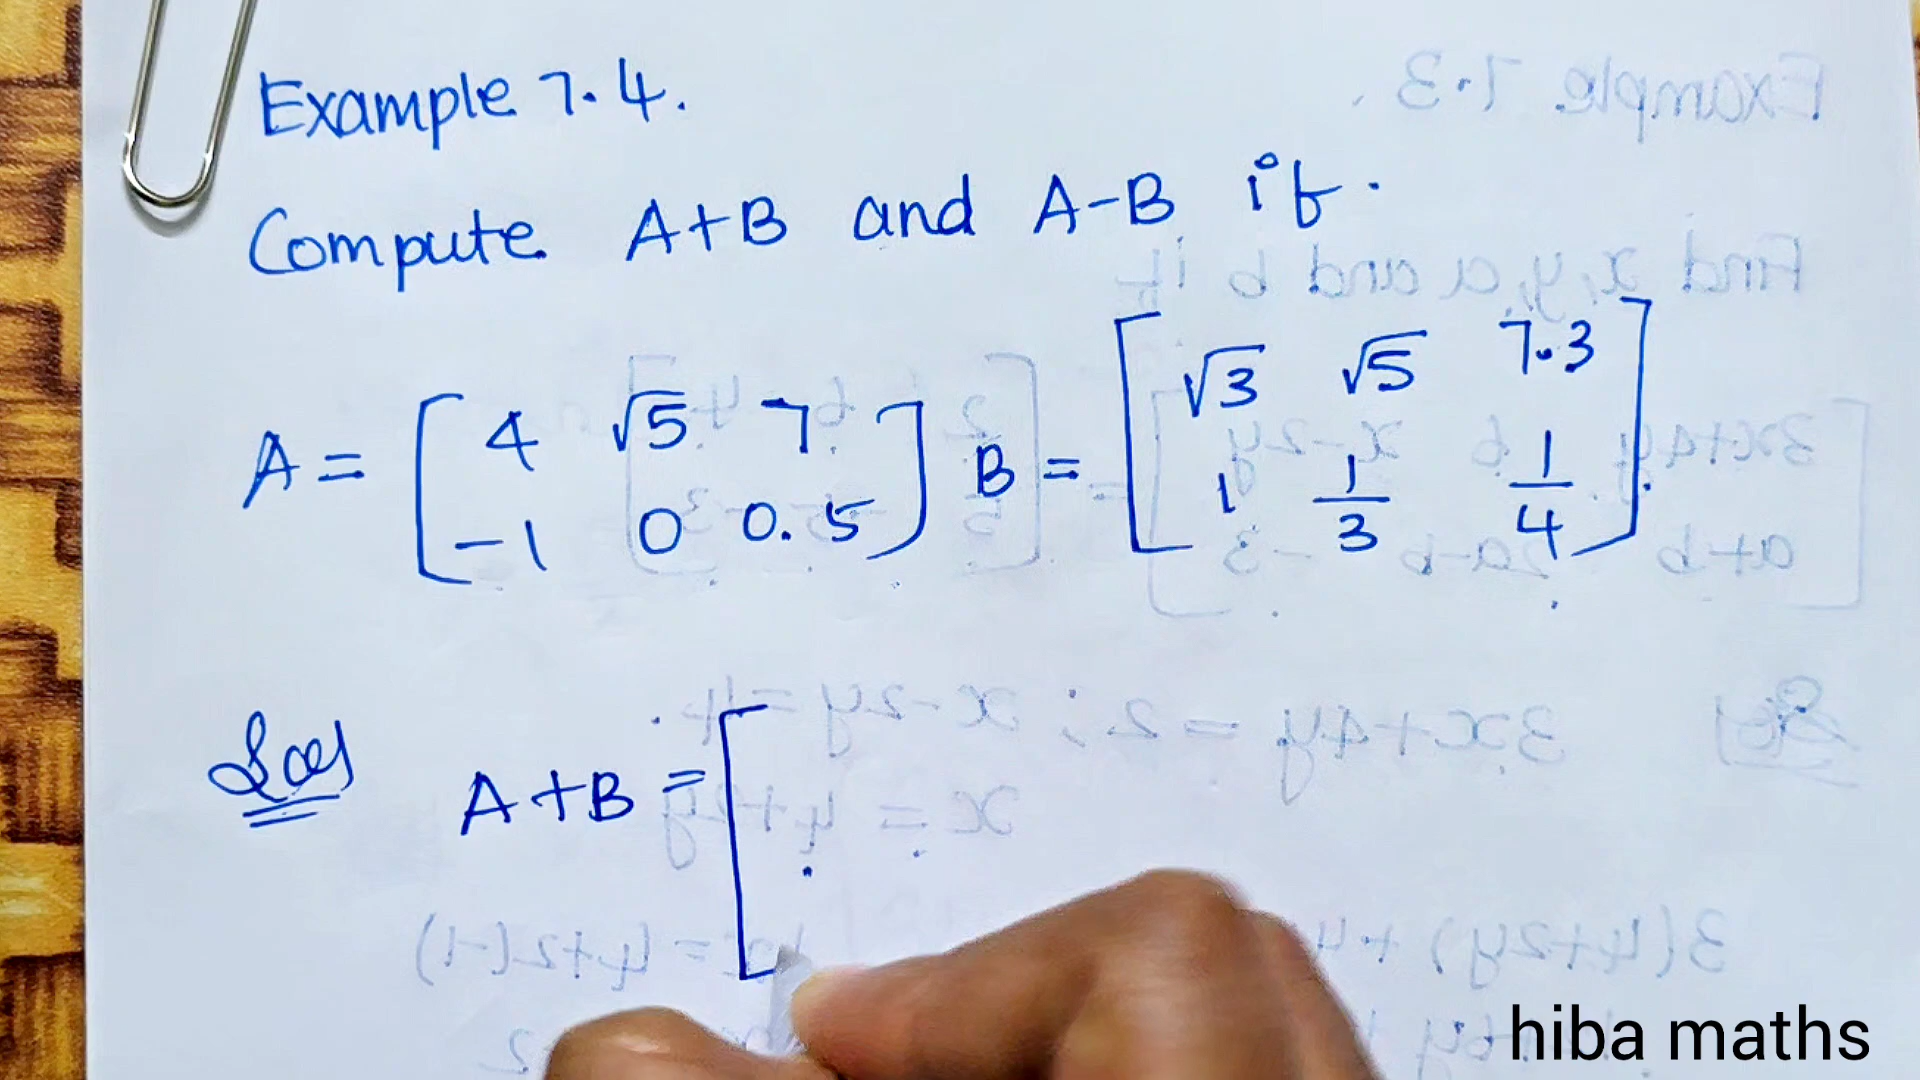 Example 7.4.
Compute A+B and A-B if.
A = [ 4 √5 7
-1 0 0.5 ] B = [ √3 √5 7.3
1 1/3 1/4 ].
A+B = [
hiba maths